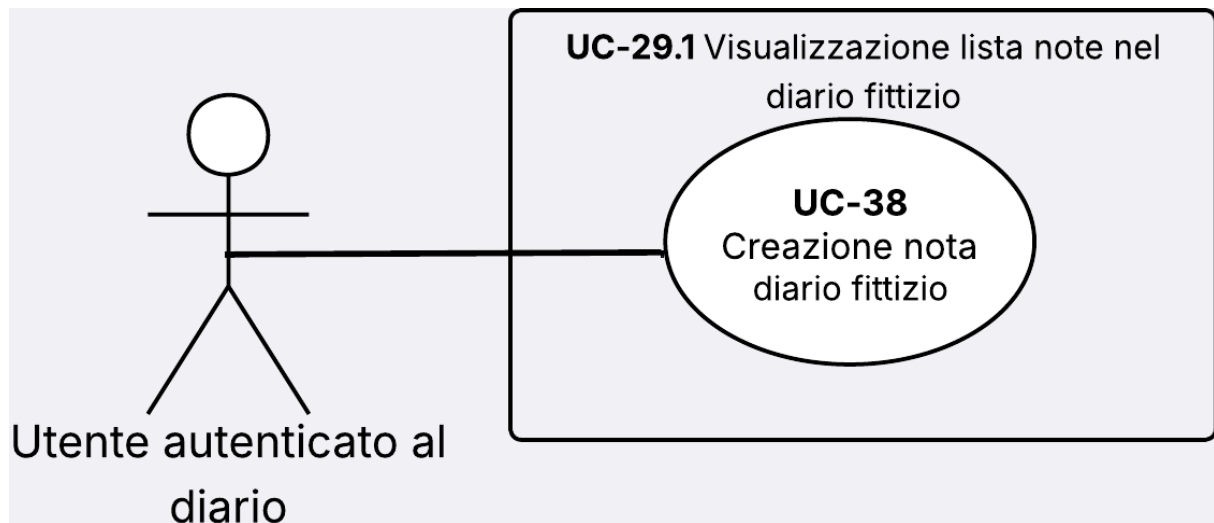 UC-29.1 Visualizzazione lista note nel
diario fittizio
UC-38
Creazione nota
diario fittizio
Utente autenticato al
diario